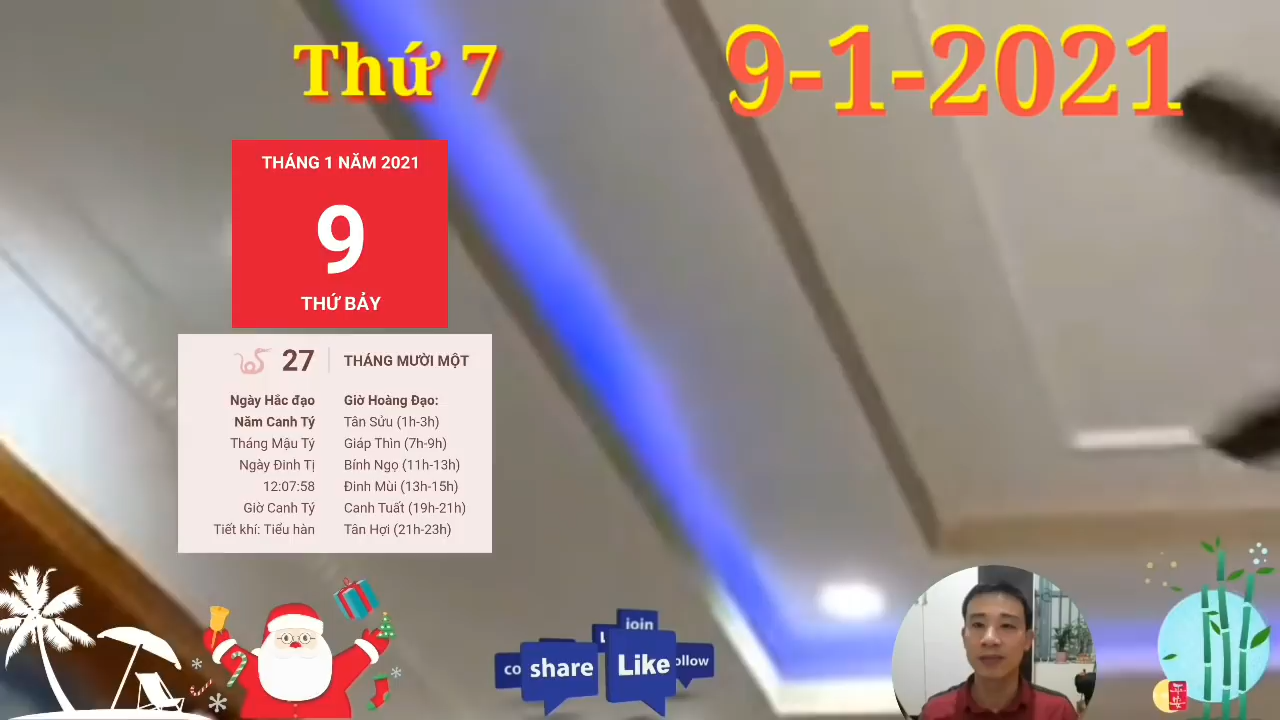 Thứ 7
9-1-2021
THÁNG 1 NĂM 2021
9
THỨ BẢY
27
THÁNG MƯỜI MỘT
Ngày Hắc đạo
Năm Canh Tý
Tháng Mậu Tý
Ngày Đinh Tị
12:07:58
Giờ Canh Tý
Tiết khí: Tiểu hàn
Giờ Hoàng Đạo:
Tân Sửu (1h-3h)
Giáp Thìn (7h-9h)
Bính Ngọ (11h-13h)
Đinh Mùi (13h-15h)
Canh Tuất (19h-21h)
Tân Hợi (21h-23h)
join
co share Like ollow